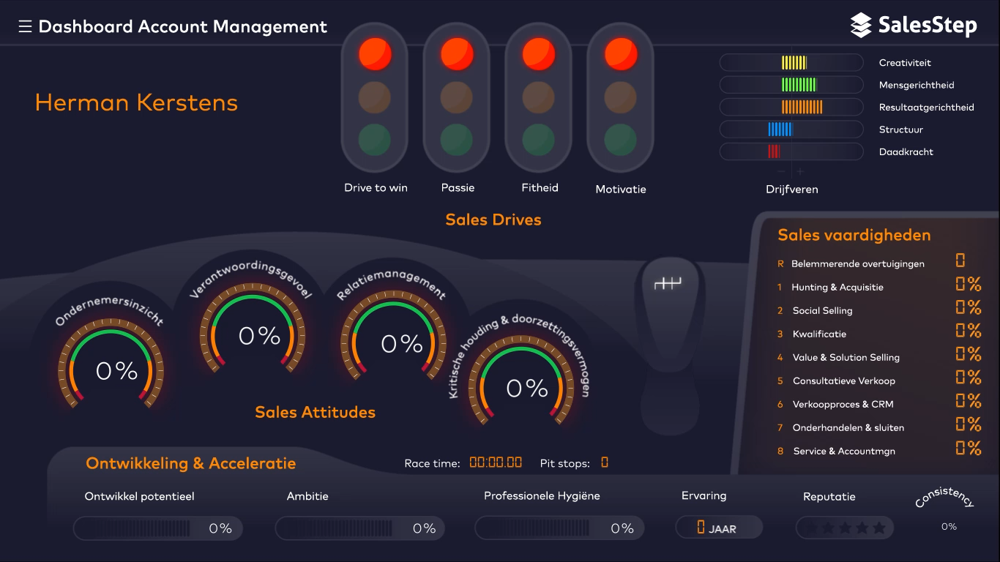 Dashboard Account Management
SalesStep
Herman Kerstens
Drive to win
Passie
Fitheid
Motivatie
Sales Drives
Creativiteit
Mensgerichtheid
Resultaatgerichtheid
Structuur
Daadkracht
− +
Drijfveren
Ondernemersinzicht
0%
Verantwoordingsgevoel
0%
Relatiemanagement
0%
Kritische houding & doorzettingsvermogen
0%
Sales Attitudes
Sales vaardigheden
R Belemmerende overtuigingen 0
1 Hunting & Acquisitie 0%
2 Social Selling 0%
3 Kwalificatie 0%
4 Value & Solution Selling 0%
5 Consultatieve Verkoop 0%
6 Verkoopproces & CRM 0%
7 Onderhandelen & sluiten 0%
8 Service & Accountmgn 0%
Ontwikkeling & Acceleratie
Race time: 00:00.00 Pit stops: 0
Ontwikkel potentieel
0%
Ambitie
0%
Professionele Hygiëne
0%
Ervaring
0 JAAR
Reputatie
Consistency
0%